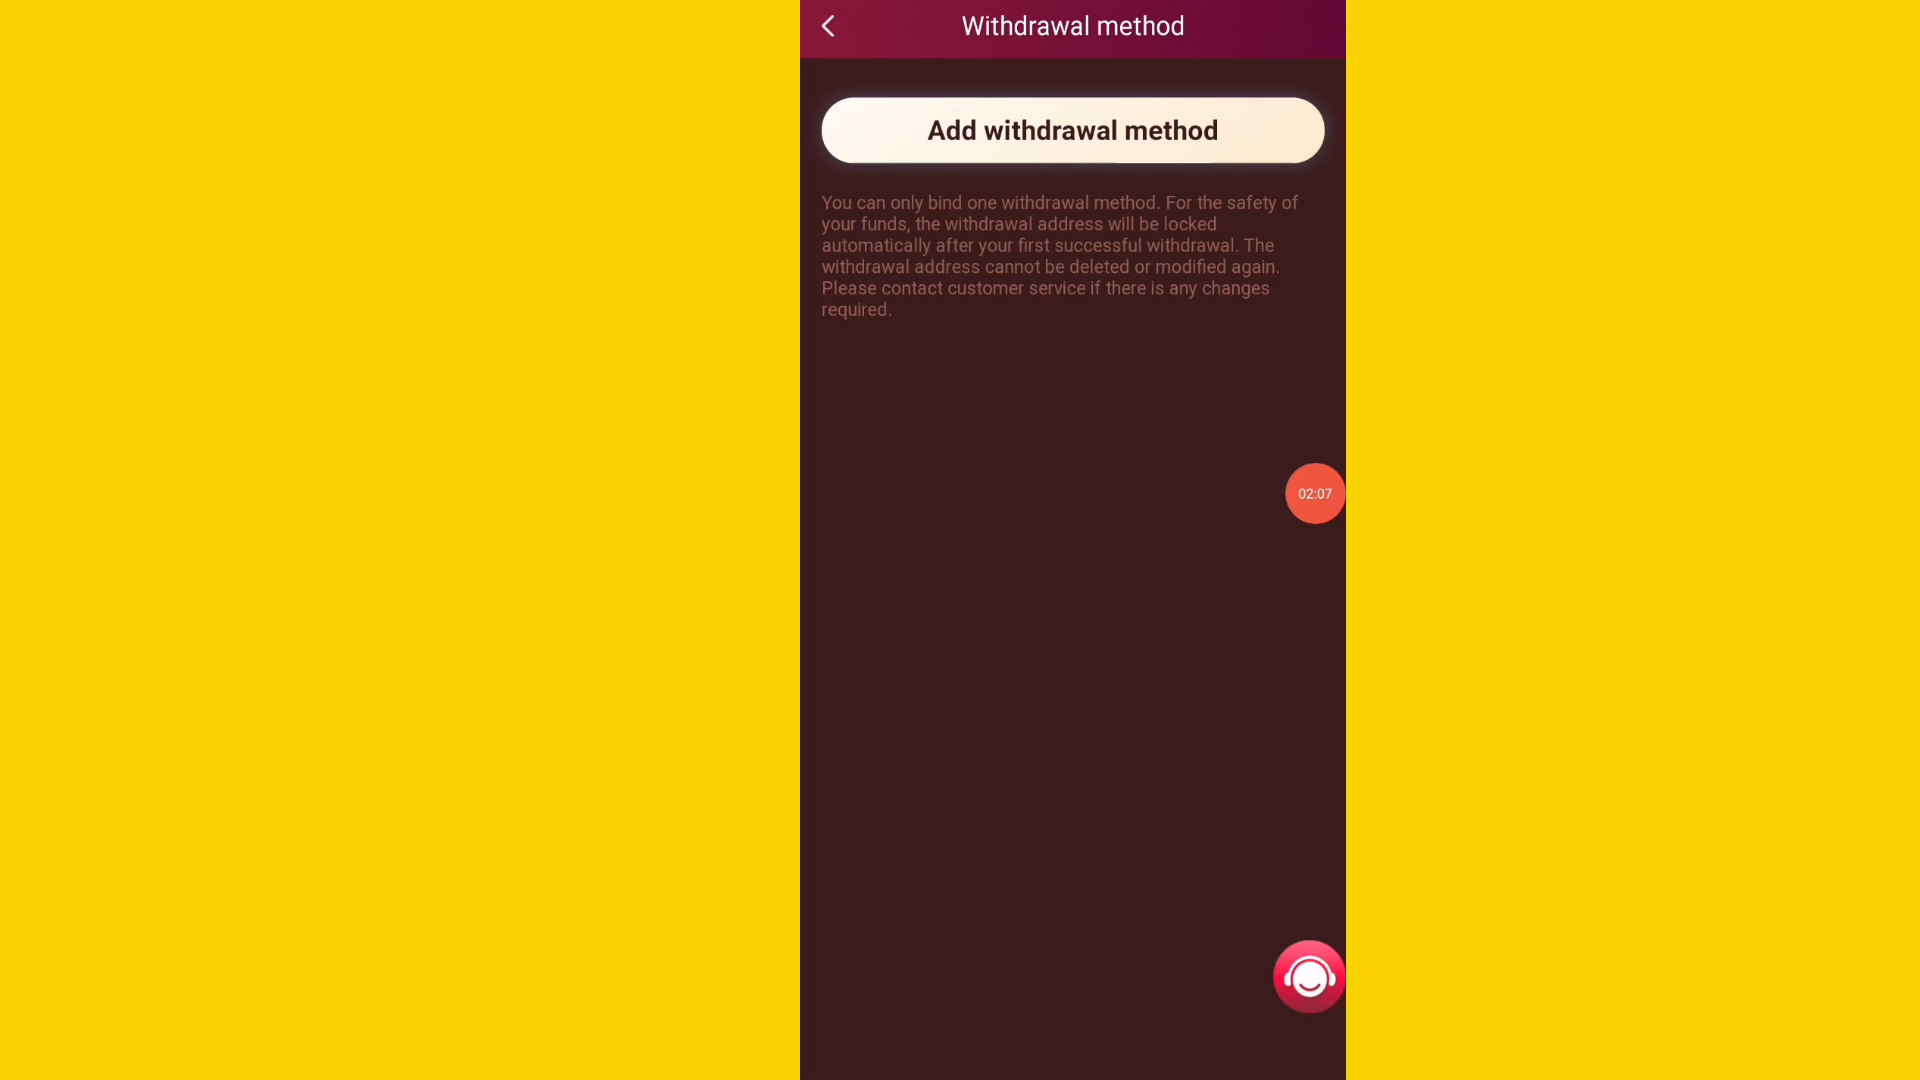 Withdrawal method
Add withdrawal method
You can only bind one withdrawal method. For the safety of
your funds, the withdrawal address will be locked
automatically after your first successful withdrawal. The
withdrawal address cannot be deleted or modified again.
Please contact customer service if there is any changes
required.
02:07